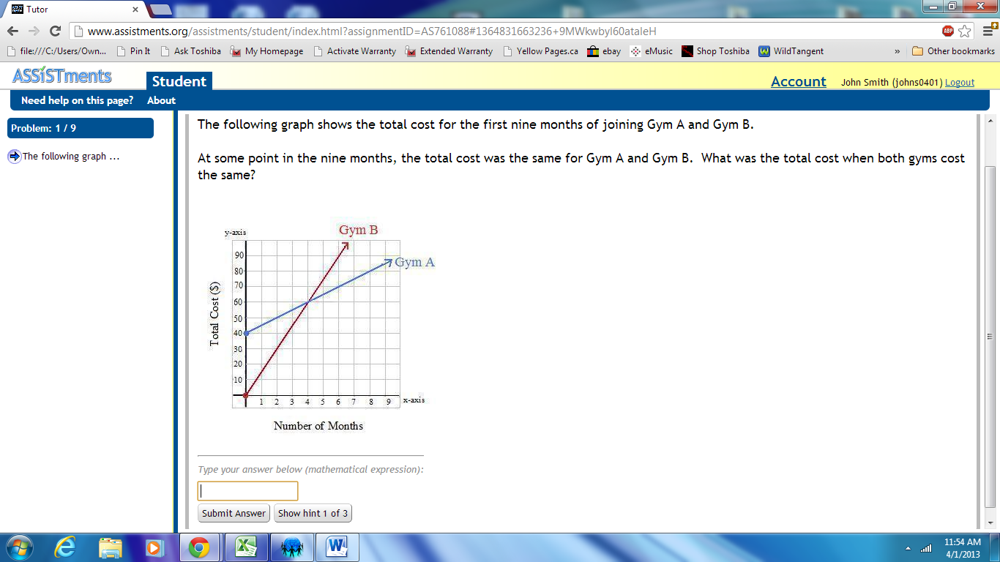 Tutor
www.assistments.org/assistments/student/index.html?assignmentID=AS761088#1364831663236+9MWkwbyl60ataleH
ABP
file:///C:/Users/Own... Pin It Ask Toshiba My Homepage Activate Warranty Extended Warranty Yellow Pages.ca ebay eMusic Shop Toshiba WildTangent » Other bookmarks
ASSISTments
Student
Account John Smith (johns0401) Logout
Need help on this page? About
Problem: 1 / 9
The following graph ...
The following graph shows the total cost for the first nine months of joining Gym A and Gym B.
At some point in the nine months, the total cost was the same for Gym A and Gym B. What was the total cost when both gyms cost
the same?
y-axis
Gym B
Gym A
Total Cost ($)
90
80
70
60
50
40
30
20
10
1 2 3 4 5 6 7 8 9 x-axis
Number of Months
Type your answer below (mathematical expression):
Submit Answer Show hint 1 of 3
11:54 AM
4/1/2013